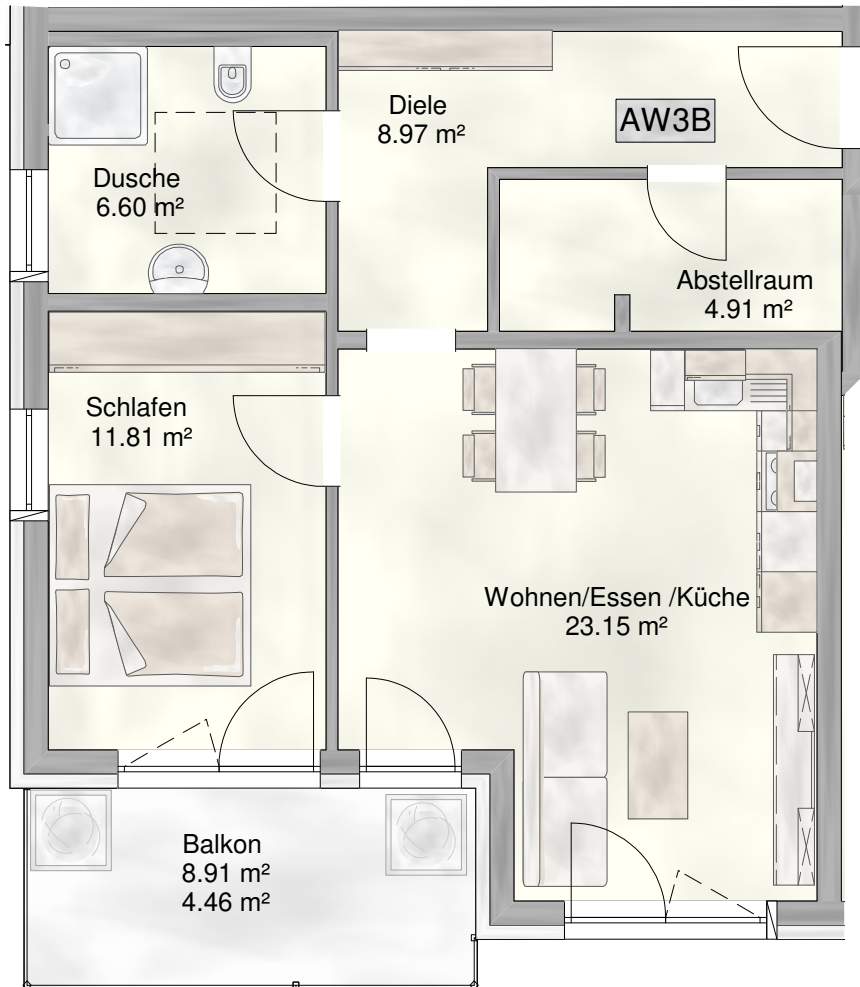 Diele
8.97 m²
AW3B
Dusche
6.60 m²
Abstellraum
4.91 m²
Schlafen
11.81 m²
Wohnen/Essen /Küche
23.15 m²
Balkon
8.91 m²
4.46 m²